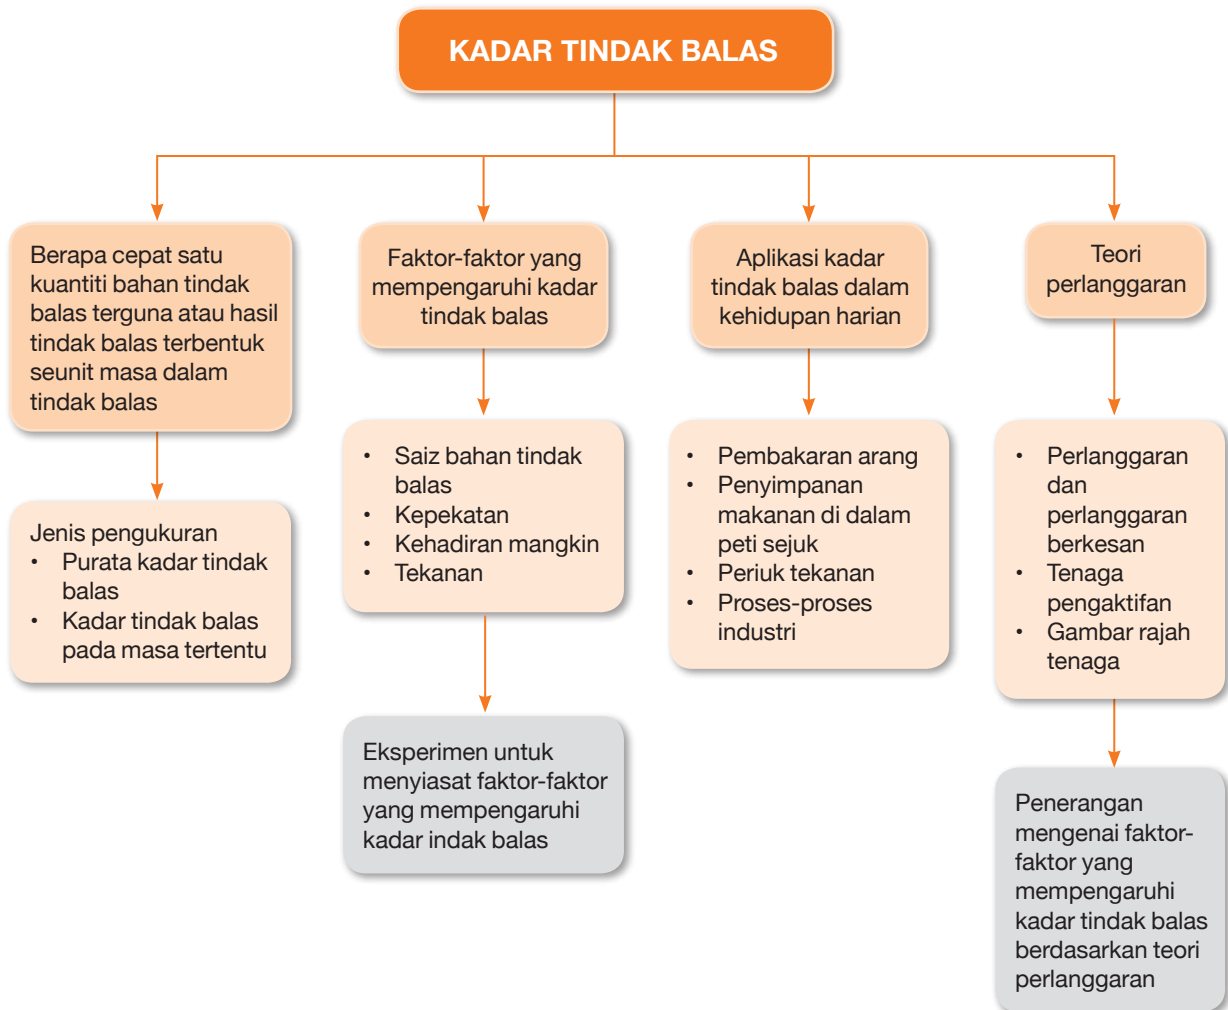 KADAR TINDAK BALAS
Berapa cepat satu
kuantiti bahan tindak
balas terguna atau hasil
tindak balas terbentuk
seunit masa dalam
tindak balas
Jenis pengukuran
• Purata kadar tindak
balas
• Kadar tindak balas
pada masa tertentu
Faktor-faktor yang
mempengaruhi kadar
tindak balas
• Saiz bahan tindak
balas
• Kepekatan
• Kehadiran mangkin
• Tekanan
Eksperimen untuk
menyiasat faktor-faktor
yang mempengaruhi
kadar indak balas
Aplikasi kadar
tindak balas dalam
kehidupan harian
• Pembakaran arang
• Penyimpanan
makanan di dalam
peti sejuk
• Periuk tekanan
• Proses-proses
industri
Teori
perlanggaran
• Perlanggaran
dan
perlanggaran
berkesan
• Tenaga
pengaktifan
• Gambar rajah
tenaga
Penerangan
mengenai faktor-
faktor yang
mempengaruhi
kadar tindak balas
berdasarkan teori
perlanggaran